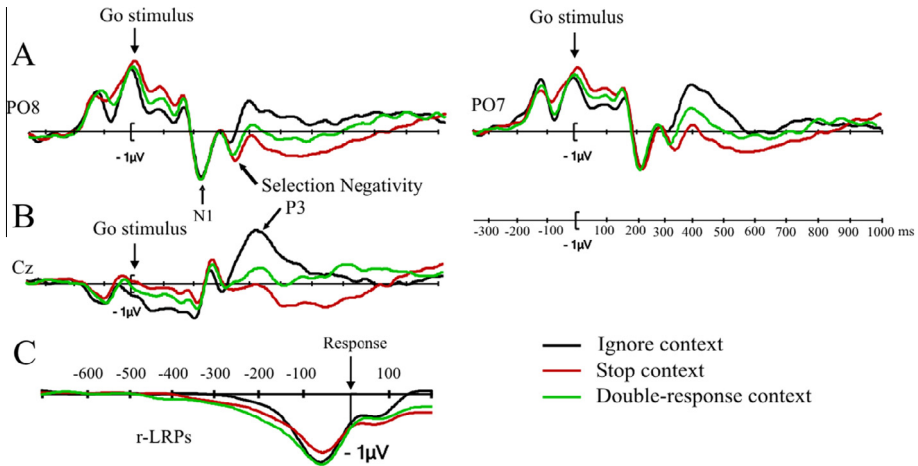 A
Go stimulus
PO8
- 1μV
N1
Selection Negativity
Go stimulus
PO7
- 1μV
B
Go stimulus
P3
Cz
- 1μV
-300 -200 -100 100 200 300 400 500 600 700 800 900 1000 ms
- 1μV
C
Response
-600 -500 -400 -300 -200 -100 100
r-LRPs
- 1μV
Ignore context
Stop context
Double-response context